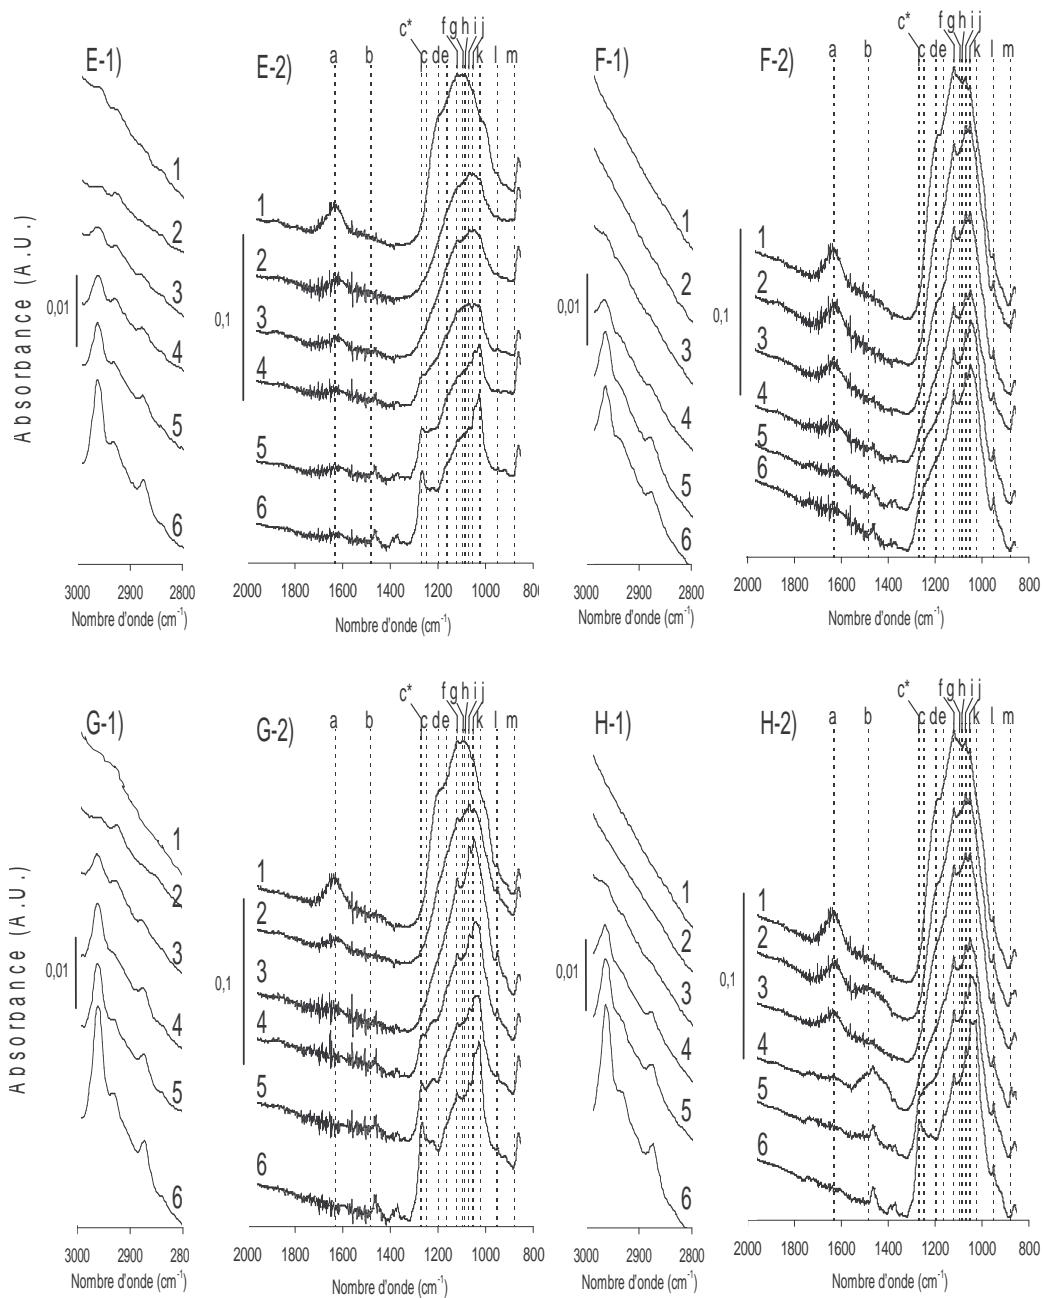 c* f g h i j
E-1) E-2) a b c d e k l m
1 2 3 4 5 6
1 2 3 4 5 6
0,01
0,1
Absorbance (A.U.)
3000 2900 2800
2000 1800 1600 1400 1200 1000 80
Nombre d'onde (cm-1)
Nombre d'onde (cm-1)
c* f g h i j
F-1) F-2) a b c d e k l m
1 2 3 4 5 6
1 2 3 4 5 6
0,01
0,1
3000 2900 2800
2000 1800 1600 1400 1200 1000 800
Nombre d'onde (cm-1)
Nombre d'onde (cm-1)
c* f g h i j
G-1) G-2) a b c d e k l m
1 2 3 4 5 6
1 2 3 4 5 6
0,01
0,1
Absorbance (A.U.)
3000 2900 280
2000 1800 1600 1400 1200 1000 80
Nombre d'onde (cm-1)
Nombre d'onde (cm-1)
c* f g h i j
H-1) H-2) a b c d e k l m
1 2 3 4 5 6
1 2 3 4 5 6
0,01
0,1
3000 2900 2800
2000 1800 1600 1400 1200 1000 800
Nombre d'onde (cm-1)
Nombre d'onde (cm-1)